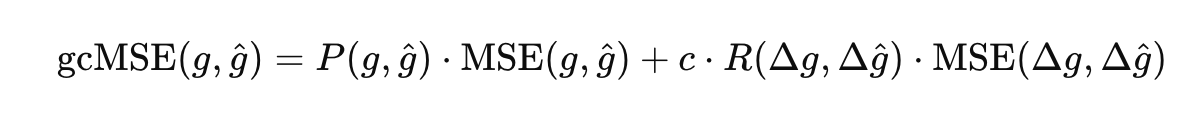 gcMSE(g, ĝ) = P(g, ĝ) · MSE(g, ĝ) + c · R(Δg, Δĝ) · MSE(Δg, Δĝ)